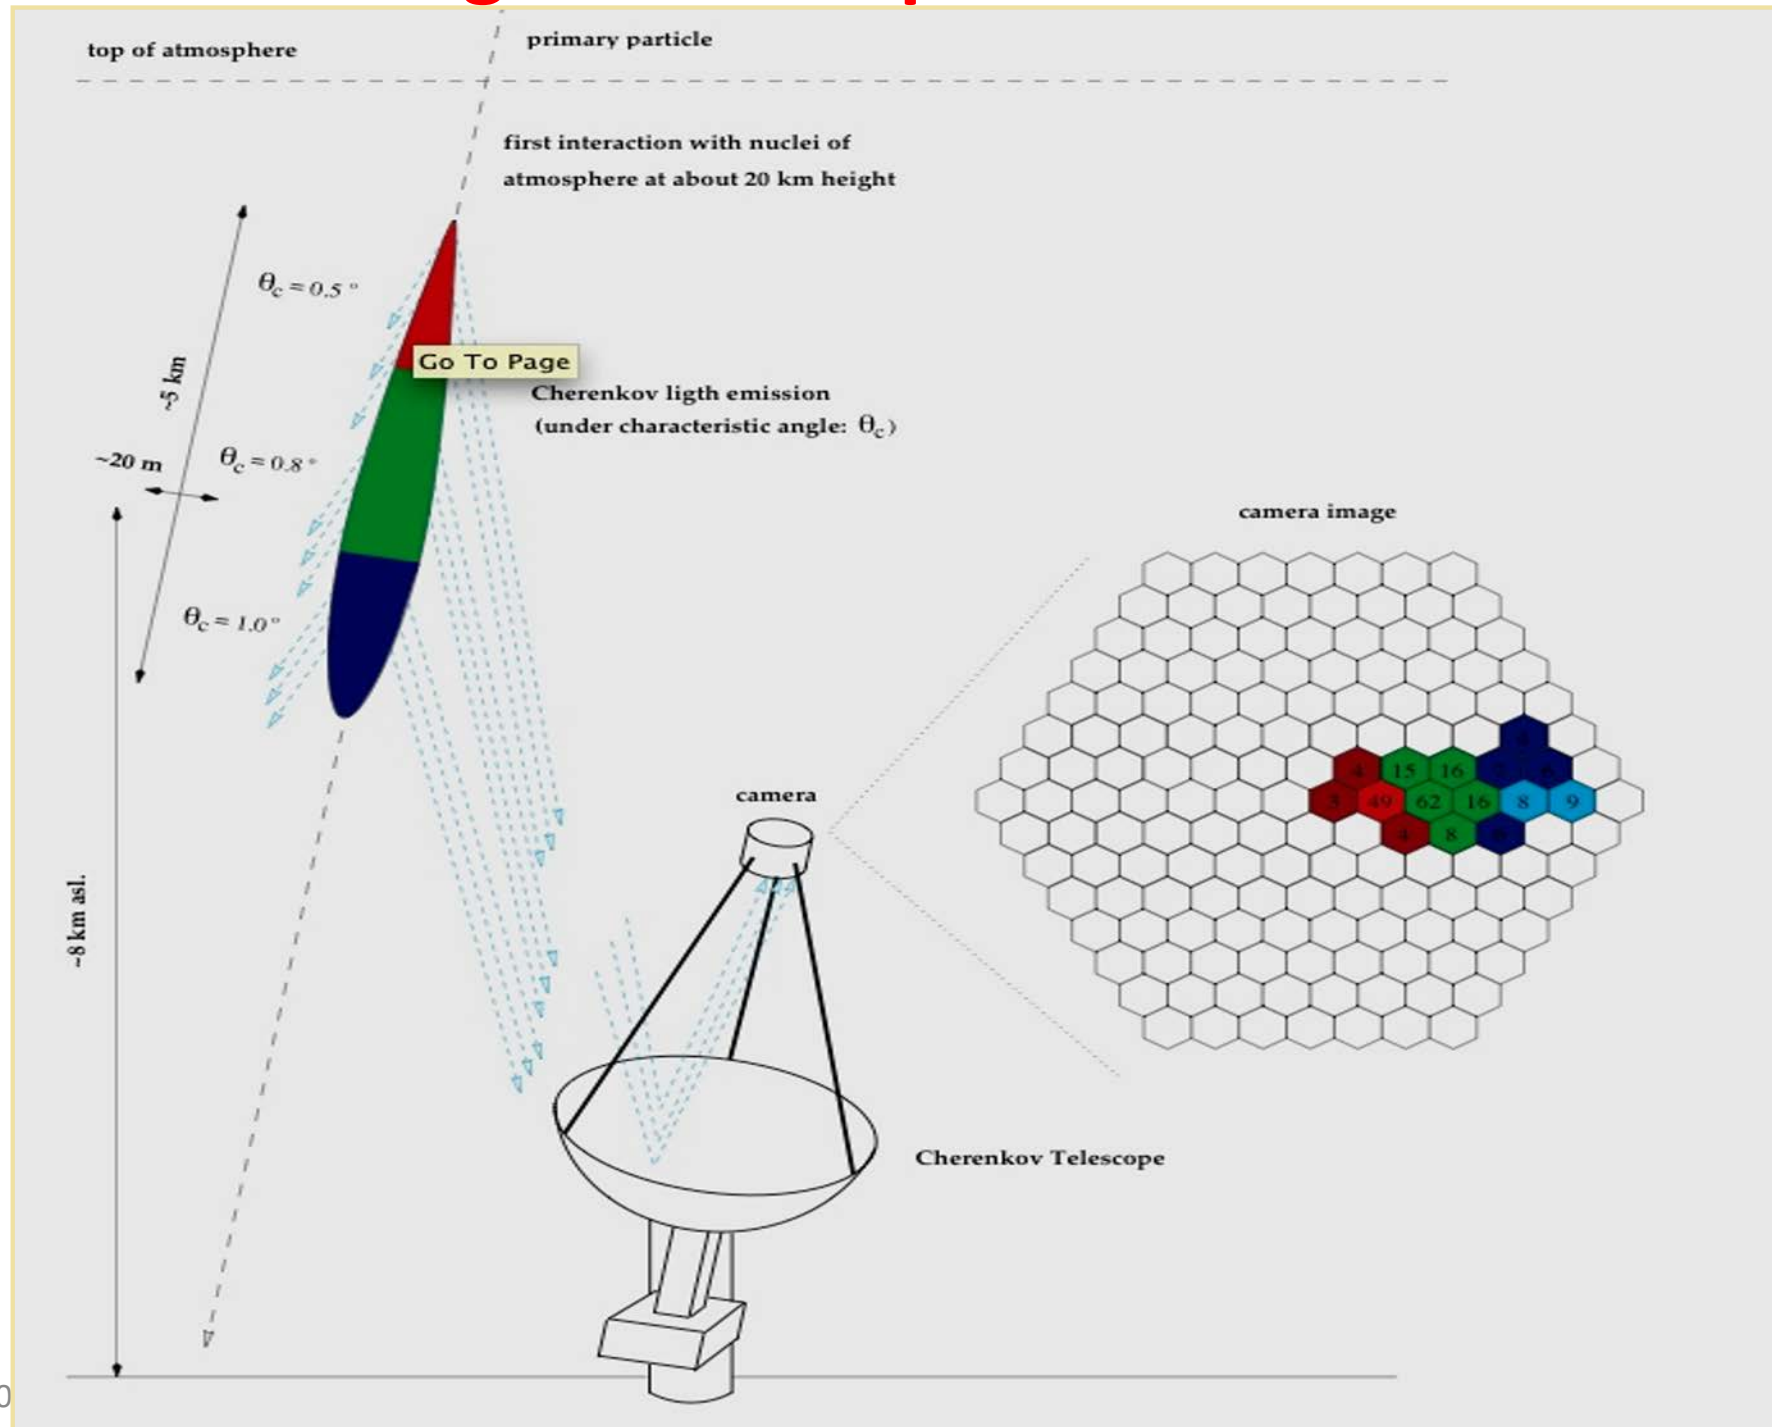 top of atmosphere
primary particle
first interaction with nuclei of
atmosphere at about 20 km height
θc = 0.5 °
~5 km
Go To Page
Cherenkov ligth emission
(under characteristic angle: θc)
~20 m
θc = 0.8 °
θc = 1.0 °
camera image
4 15 16 6
3 49 62 16 8 9
4 8
camera
~8 km asl.
Cherenkov Telescope
0